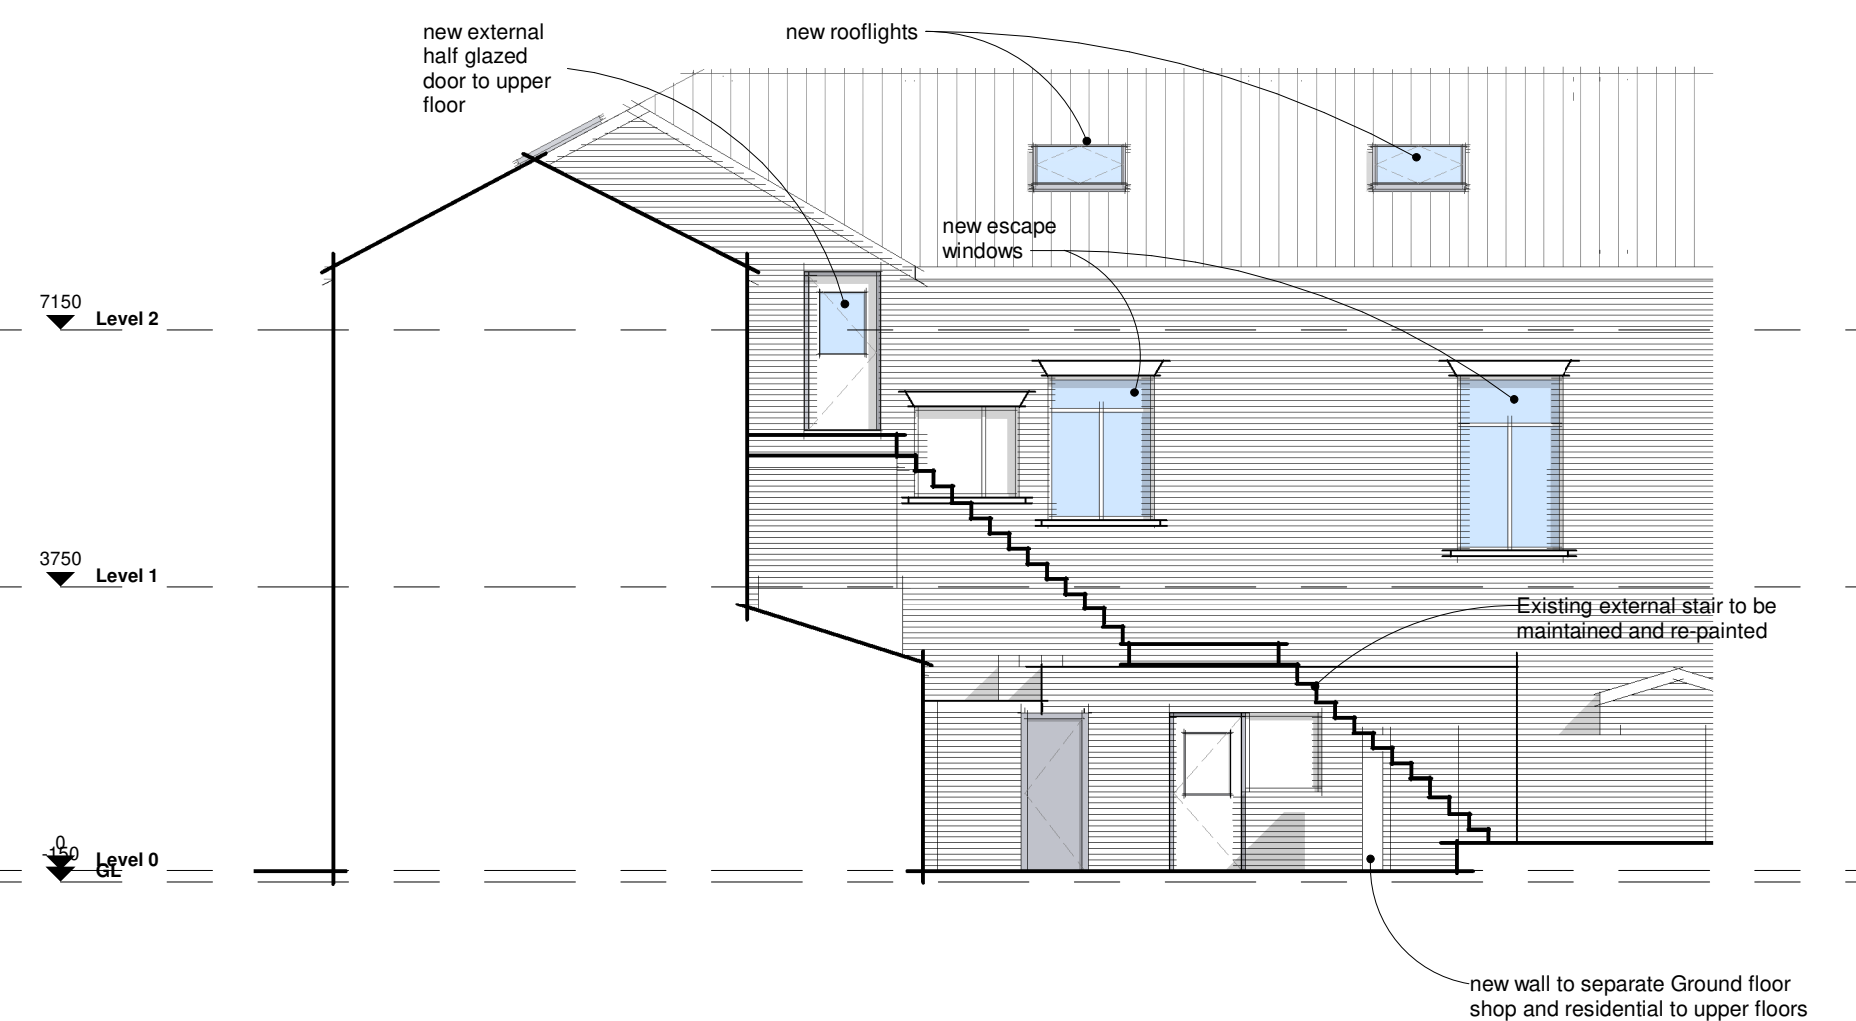 new external
half glazed
door to upper
floor
new rooflights
new escape
windows
7150
Level 2
3750
Level 1
Existing external stair to be
maintained and re-painted
0
-150
Level 0
GL
new wall to separate Ground floor
shop and residential to upper floors